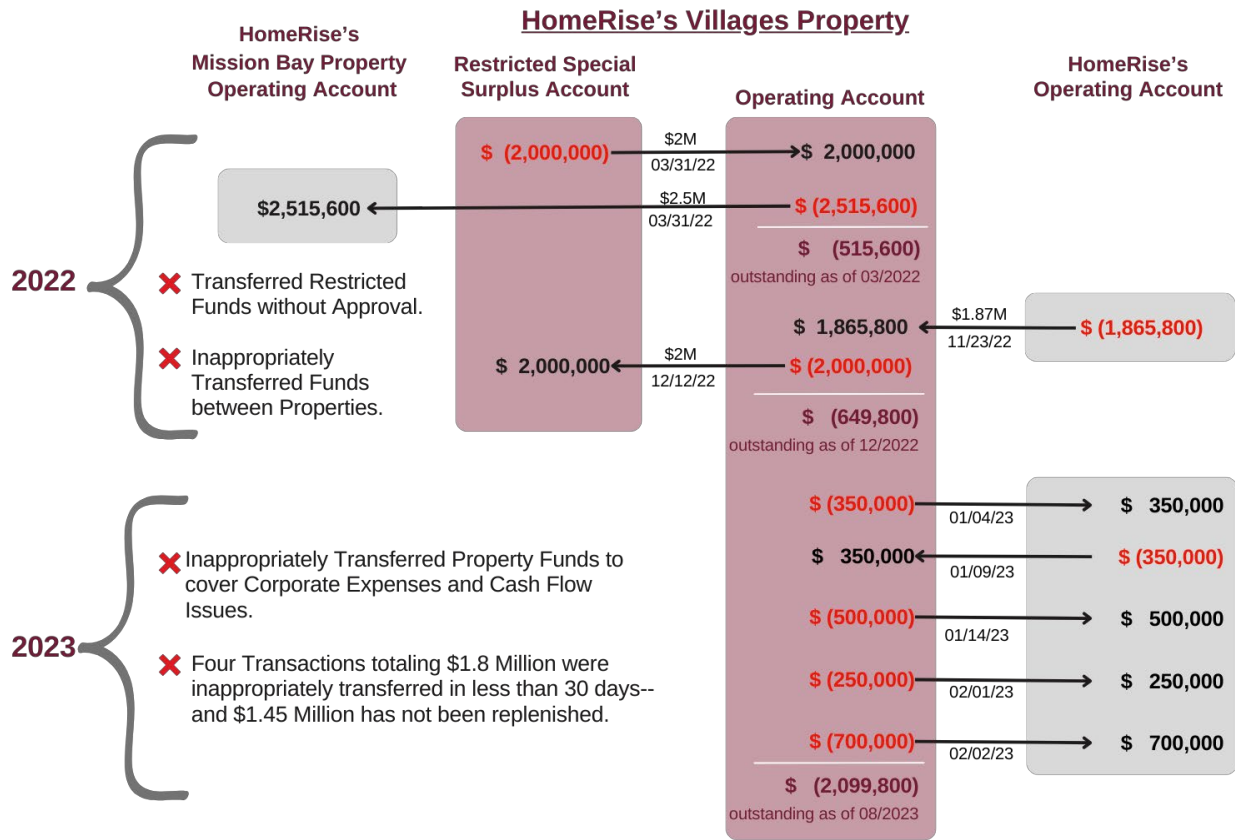 HomeRise’s Villages Property
HomeRise’s
Mission Bay Property
Operating Account
Restricted Special
Surplus Account
Operating Account
HomeRise’s
Operating Account
2022
$ (2,000,000)
$2M
03/31/22
$ 2,000,000
$2,515,600
$2.5M
03/31/22
$ (2,515,600)
$ (515,600)
outstanding as of 03/2022
Transferred Restricted
Funds without Approval.
$ 1,865,800
$1.87M
11/23/22
$ (1,865,800)
Inappropriately
Transferred Funds
between Properties.
$ 2,000,000
$2M
12/12/22
$ (2,000,000)
$ (649,800)
outstanding as of 12/2022
2023
$ (350,000)
01/04/23
$ 350,000
Inappropriately Transferred Property Funds to
cover Corporate Expenses and Cash Flow
Issues.
$ 350,000
01/09/23
$ (350,000)
$ (500,000)
01/14/23
$ 500,000
Four Transactions totaling $1.8 Million were
inappropriately transferred in less than 30 days--
and $1.45 Million has not been replenished.
$ (250,000)
02/01/23
$ 250,000
$ (700,000)
02/02/23
$ 700,000
$ (2,099,800)
outstanding as of 08/2023